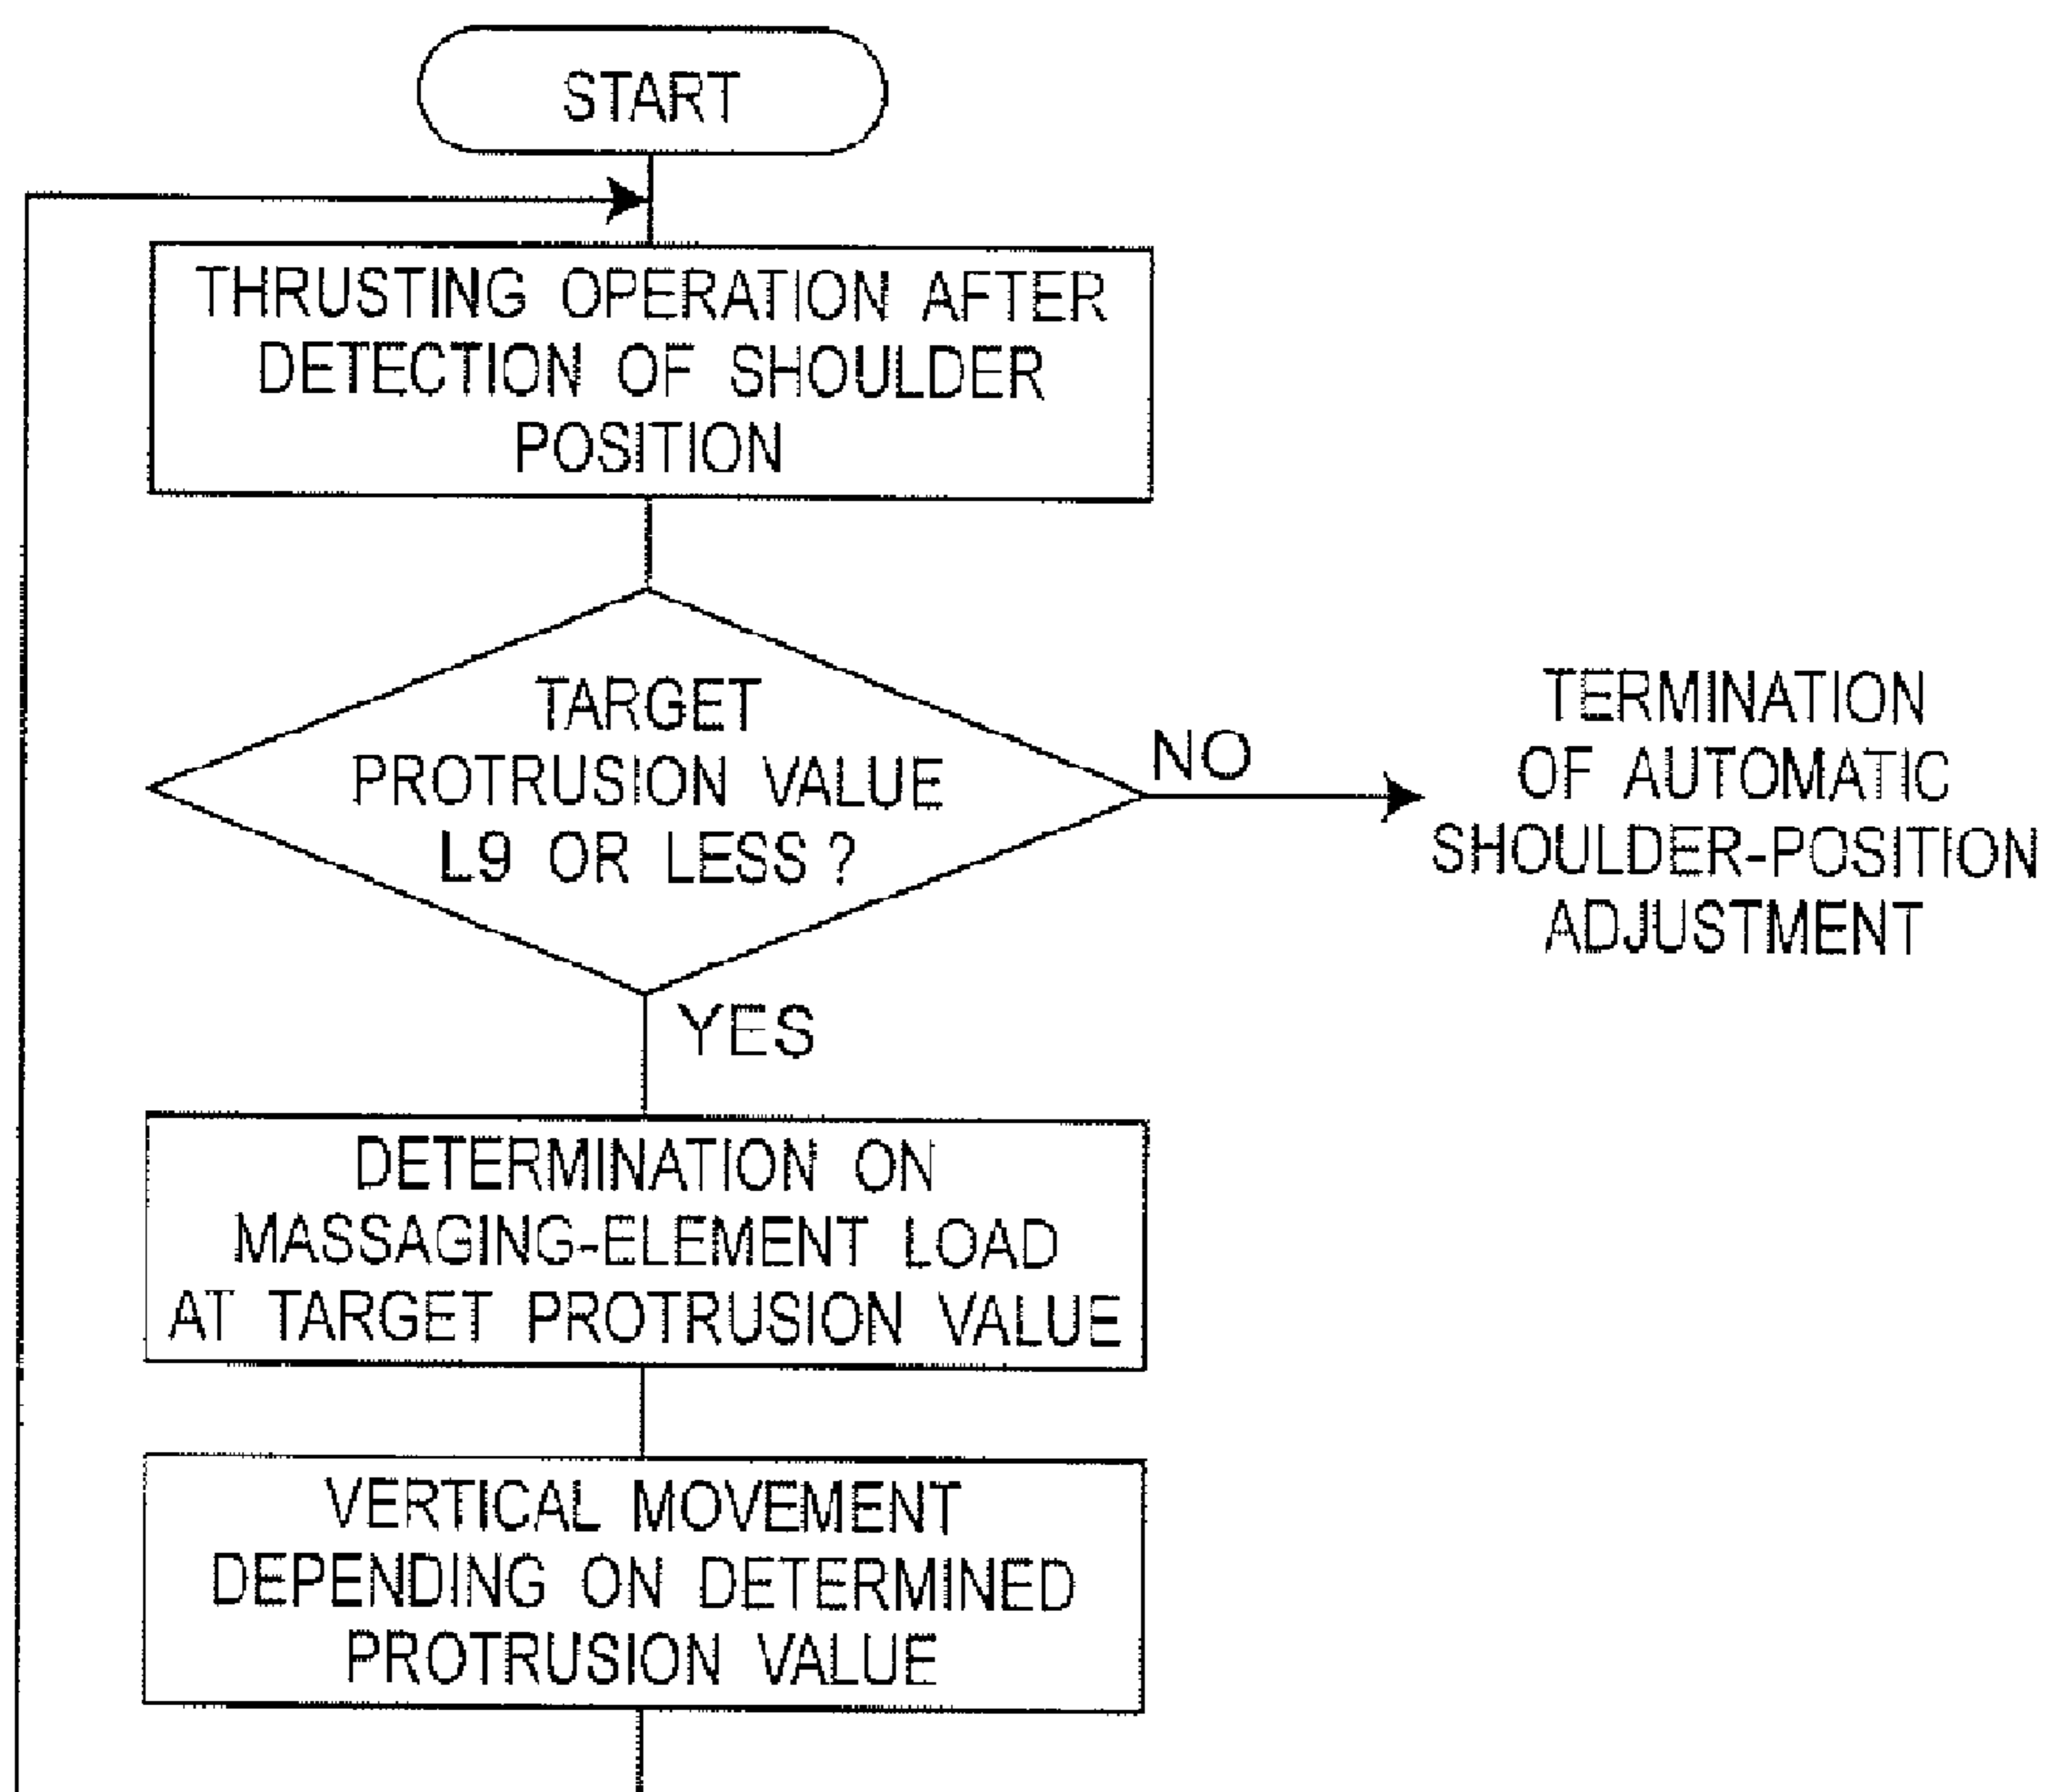 START
THRUSTING OPERATION AFTER
DETECTION OF SHOULDER
POSITION
TARGET
PROTRUSION VALUE
L9 OR LESS?
NO
TERMINATION
OF AUTOMATIC
SHOULDER-POSITION
ADJUSTMENT
YES
DETERMINATION ON
MASSAGING-ELEMENT LOAD
AT TARGET PROTRUSION VALUE
VERTICAL MOVEMENT
DEPENDING ON DETERMINED
PROTRUSION VALUE